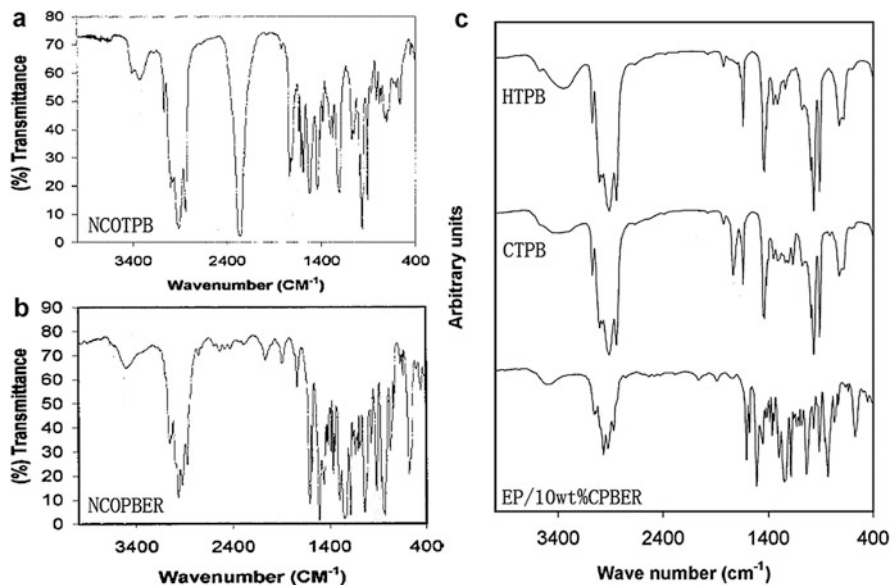 a
80
70
60
50
40
30
20
10
0
(%) Transmittance
NCOTPB
3400 2400 1400 400
Wavenumber (CM⁻¹)
b
90
80
70
60
50
40
30
20
10
0
(%) Transmittance
NCOPBER
3400 2400 1400 400
Wavenumber (CM⁻¹)
c
Arbitrary units
HTPB
CTPB
EP/10wt%CPBER
3400 2400 1400 400
Wave number (cm⁻¹)